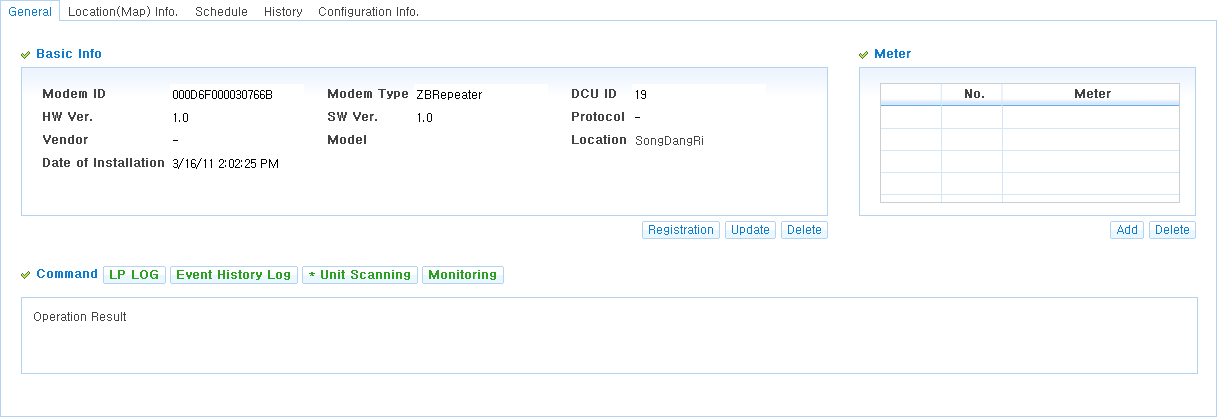 General Location(Map) Info. Schedule History Configuration Info.
Basic Info
Modem ID 000D6F000030766B Modem Type ZBRepeater DCU ID 19
HW Ver. 1.0 SW Ver. 1.0 Protocol -
Vendor - Model Location SongDangRi
Date of Installation 3/16/11 2:02:25 PM
Registration Update Delete
Meter
No. Meter
Add Delete
Command LP LOG Event History Log * Unit Scanning Monitoring
Operation Result